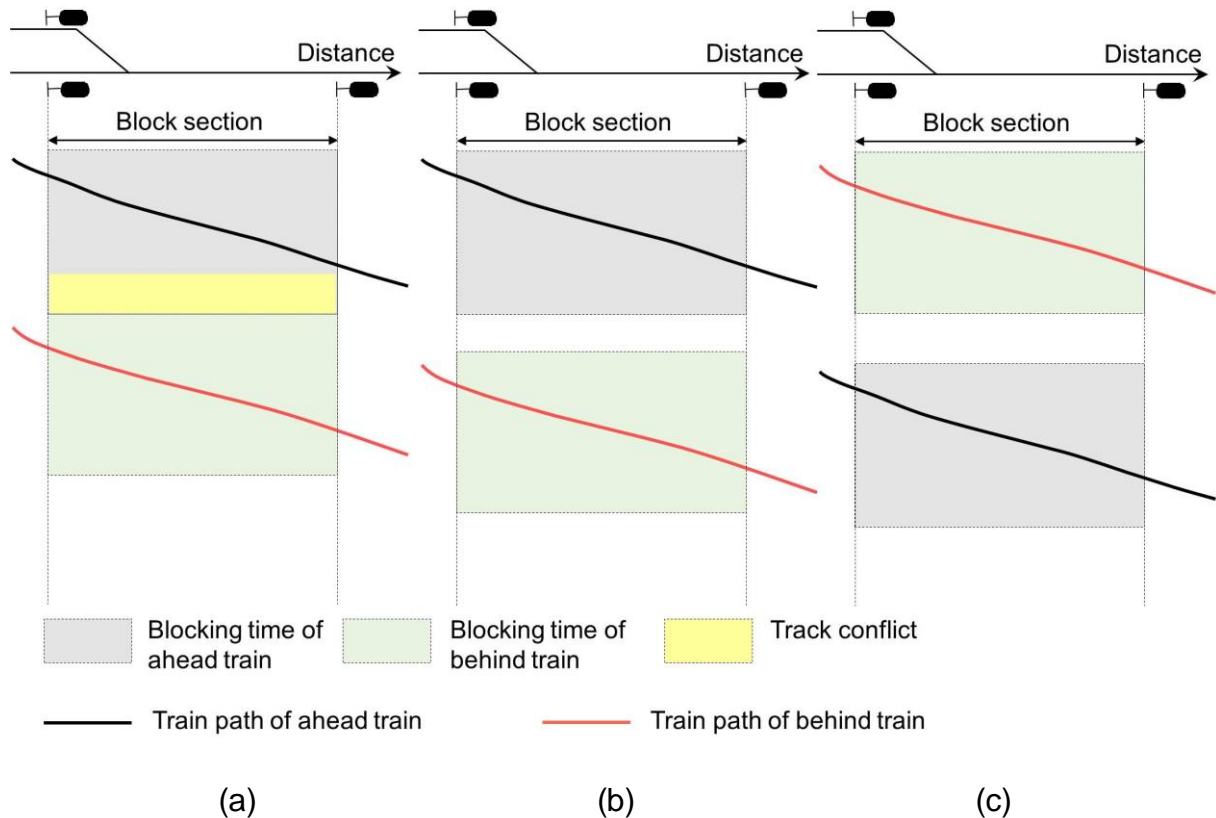 Distance
Distance
Distance
Block section
Block section
Block section
Blocking time of
ahead train
Blocking time of
behind train
Track conflict
Train path of ahead train
Train path of behind train
(a)
(b)
(c)